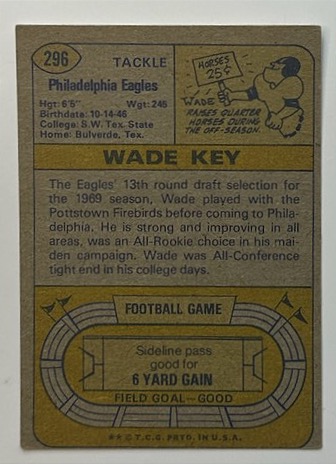 296
TACKLE
Philadelphia Eagles
Hgt: 6'5" Wgt: 245
Birthdate: 10-14-46
College: S.W. Tex. State
Home: Bulverde, Tex.
HORSES
25¢
WADE
RAISES QUARTER
HORSES DURING
THE OFF-SEASON.
WADE KEY
The Eagles' 13th round draft selection for
the 1969 season, Wade played with the
Pottstown Firebirds before coming to Phila-
delphia. He is strong and improving in all
areas, was an All-Rookie choice in his mai-
den campaign. Wade was All-Conference
tight end in his college days.
FOOTBALL GAME
Sideline pass
good for
6 YARD GAIN
FIELD GOAL—GOOD
★★ © T.C.G. PRTD. IN U.S.A.